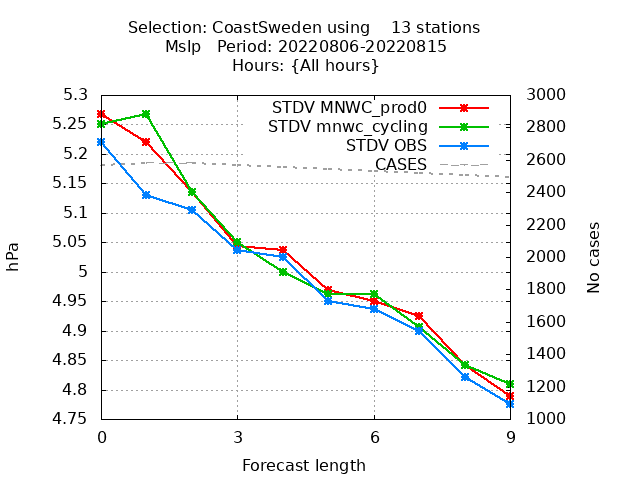 Selection: CoastSweden using    13 stations
Mslp   Period: 20220806-20220815
Hours: {All hours}
STDV MNWC_prod0
STDV mnwc_cycling
STDV OBS
CASES
5.3
5.25
5.2
5.15
5.1
5.05
5
4.95
4.9
4.85
4.8
4.75
hPa
3000
2800
2600
2400
2200
2000
1800
1600
1400
1200
1000
No cases
0 3 6 9
Forecast length